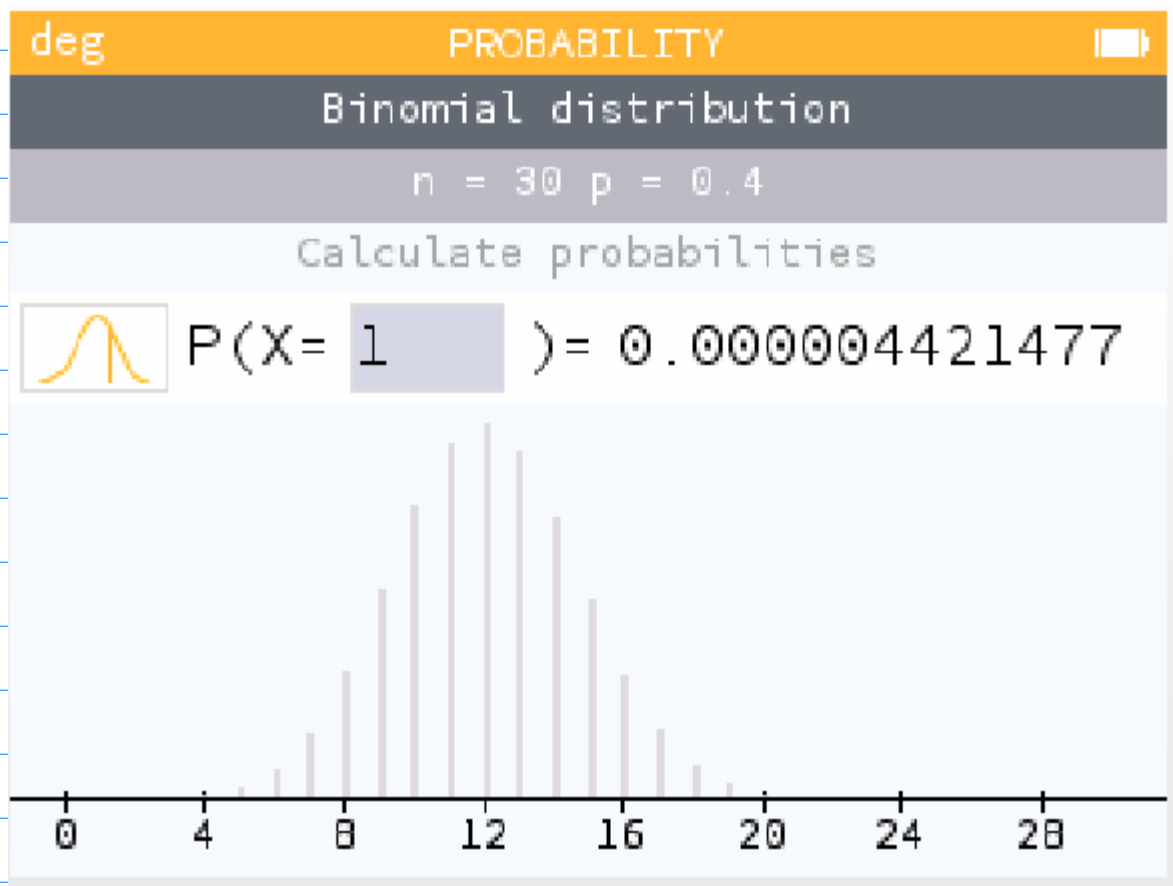 deg PROBABILITY
Binomial distribution
n = 30 p = 0.4
Calculate probabilities
P(X= 1 )= 0.000004421477
0 4 8 12 16 20 24 28